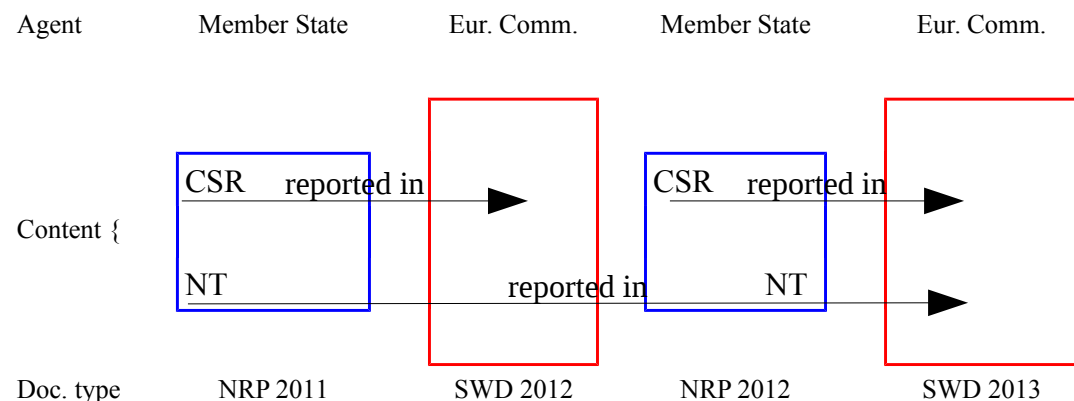 Agent Member State Eur. Comm. Member State Eur. Comm.
CSR reported in CSR reported in
Content {
NT reported in NT
Doc. type NRP 2011 SWD 2012 NRP 2012 SWD 2013